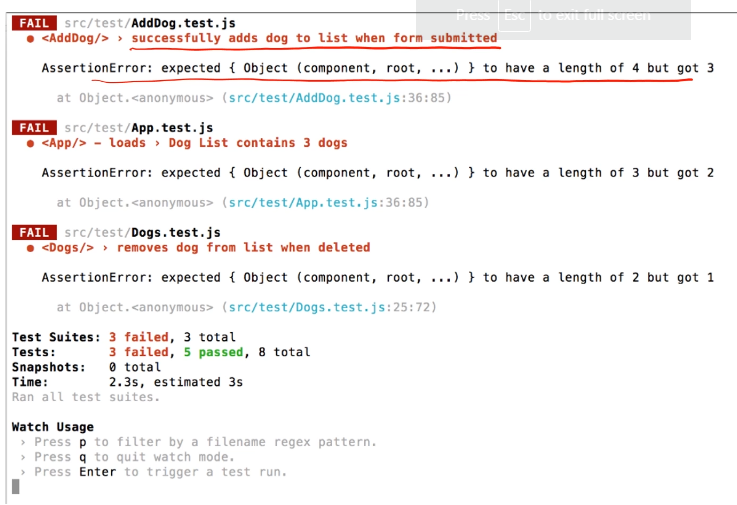 Press Esc to exit full screen
FAIL src/test/AddDog.test.js
● <AddDog/> › successfully adds dog to list when form submitted
AssertionError: expected { Object (component, root, ...) } to have a length of 4 but got 3
at Object.<anonymous> (src/test/AddDog.test.js:36:85)
FAIL src/test/App.test.js
● <App/> – loads › Dog List contains 3 dogs
AssertionError: expected { Object (component, root, ...) } to have a length of 3 but got 2
at Object.<anonymous> (src/test/App.test.js:36:85)
FAIL src/test/Dogs.test.js
● <Dogs/> › removes dog from list when deleted
AssertionError: expected { Object (component, root, ...) } to have a length of 2 but got 1
at Object.<anonymous> (src/test/Dogs.test.js:25:72)
Test Suites: 3 failed, 3 total
Tests: 3 failed, 5 passed, 8 total
Snapshots: 0 total
Time: 2.3s, estimated 3s
Ran all test suites.
Watch Usage
› Press p to filter by a filename regex pattern.
› Press q to quit watch mode.
› Press Enter to trigger a test run.